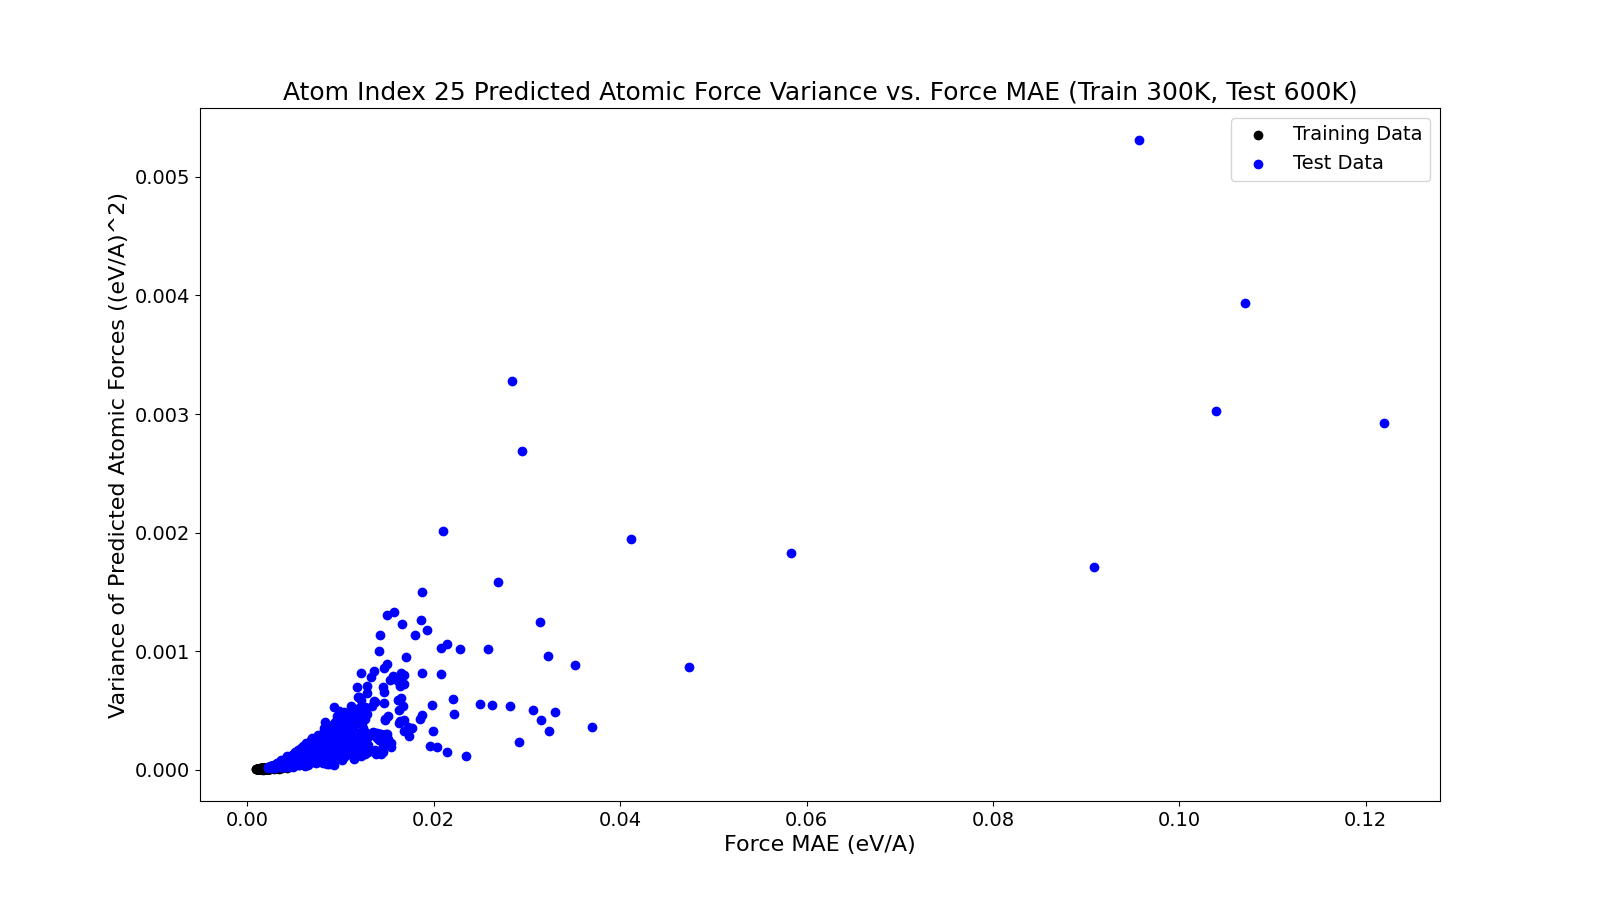 Atom Index 25 Predicted Atomic Force Variance vs. Force MAE (Train 300K, Test 600K)
Training Data
Test Data
Variance of Predicted Atomic Forces ((eV/A)^2)
0.005
0.004
0.003
0.002
0.001
0.000
0.00 0.02 0.04 0.06 0.08 0.10 0.12
Force MAE (eV/A)